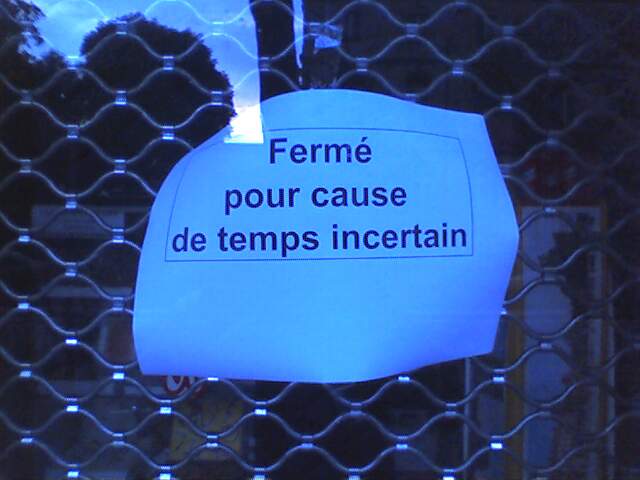 Fermé
pour cause
de temps incertain